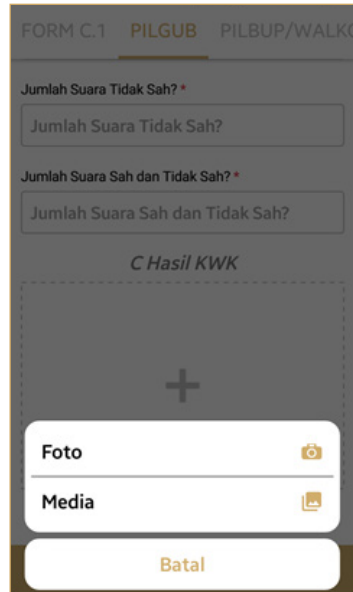 FORM C.1 PILGUB PILBUP/WALK
Jumlah Suara Tidak Sah? *
Jumlah Suara Tidak Sah?
Jumlah Suara Sah dan Tidak Sah? *
Jumlah Suara Sah dan Tidak Sah?
C Hasil KWK
Foto
Media
Batal